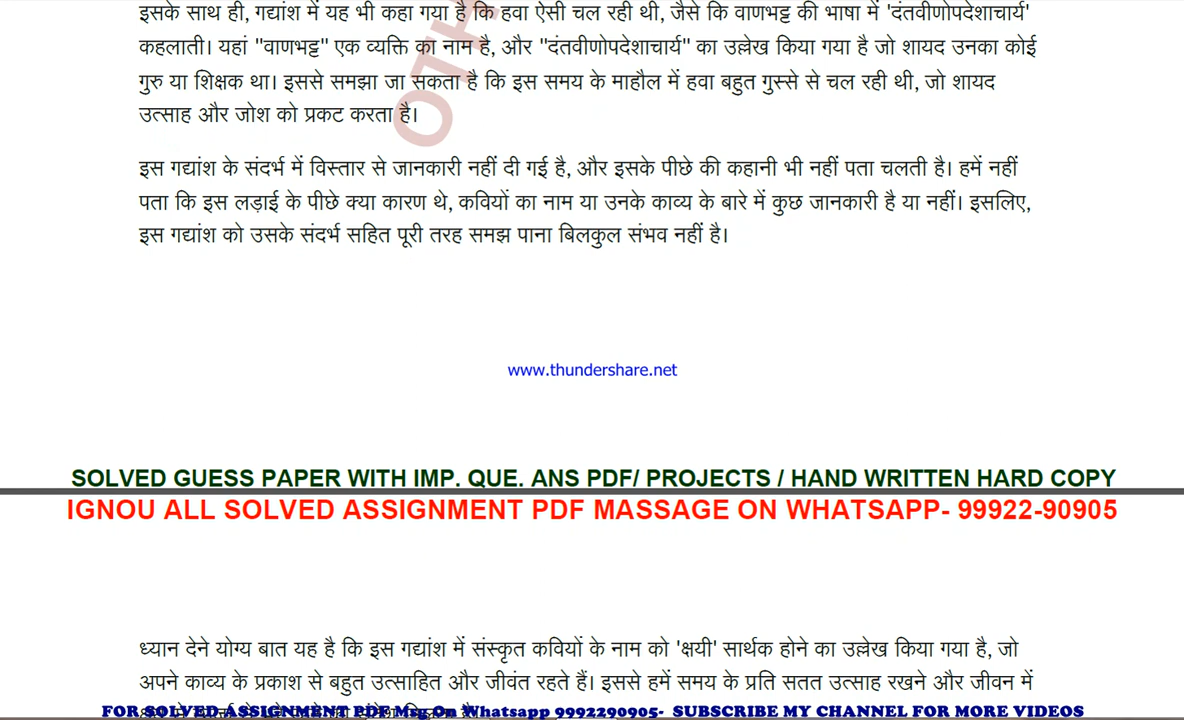 इसके साथ ही, गद्यांश में यह भी कहा गया है कि हवा ऐसी चल रही थी, जैसे कि वाणभट्ट की भाषा में 'दंतवीणोपदेशाचार्य'
कहलाती। यहां "वाणभट्ट" एक व्यक्ति का नाम है, और "दंतवीणोपदेशाचार्य" का उल्लेख किया गया है जो शायद उनका कोई
गुरु या शिक्षक था। इससे समझा जा सकता है कि इस समय के माहौल में हवा बहुत गुस्से से चल रही थी, जो शायद
उत्साह और जोश को प्रकट करता है।
OTH
इस गद्यांश के संदर्भ में विस्तार से जानकारी नहीं दी गई है, और इसके पीछे की कहानी भी नहीं पता चलती है। हमें नहीं
पता कि इस लड़ाई के पीछे क्या कारण थे, कवियों का नाम या उनके काव्य के बारे में कुछ जानकारी है या नहीं। इसलिए,
इस गद्यांश को उसके संदर्भ सहित पूरी तरह समझ पाना बिलकुल संभव नहीं है।
www.thundershare.net
SOLVED GUESS PAPER WITH IMP. QUE. ANS PDF/ PROJECTS / HAND WRITTEN HARD COPY
IGNOU ALL SOLVED ASSIGNMENT PDF MASSAGE ON WHATSAPP- 99922-90905
ध्यान देने योग्य बात यह है कि इस गद्यांश में संस्कृत कवियों के नाम को 'क्षयी' सार्थक होने का उल्लेख किया गया है, जो
अपने काव्य के प्रकाश से बहुत उत्साहित और जीवंत रहते हैं। इससे हमें समय के प्रति सतत उत्साह रखने और जीवन में
FOR SOLVED ASSIGNMENT PDF Msg On Whatsapp 9992290905- SUBSCRIBE MY CHANNEL FOR MORE VIDEOS